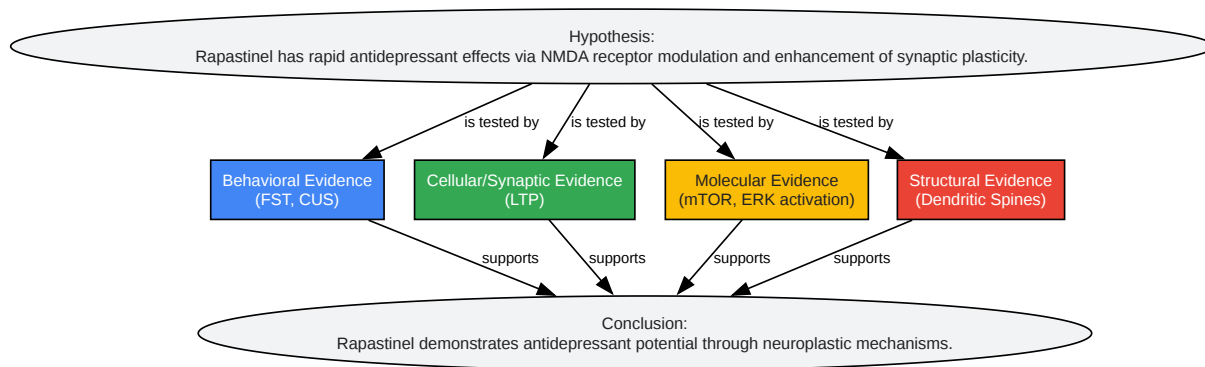 Hypothesis:
Rapastinel has rapid antidepressant effects via NMDA receptor modulation and enhancement of synaptic plasticity.
is tested by
is tested by
is tested by
is tested by
Behavioral Evidence
(FST, CUS)
Cellular/Synaptic Evidence
(LTP)
Molecular Evidence
(mTOR, ERK activation)
Structural Evidence
(Dendritic Spines)
supports
supports
supports
supports
Conclusion:
Rapastinel demonstrates antidepressant potential through neuroplastic mechanisms.